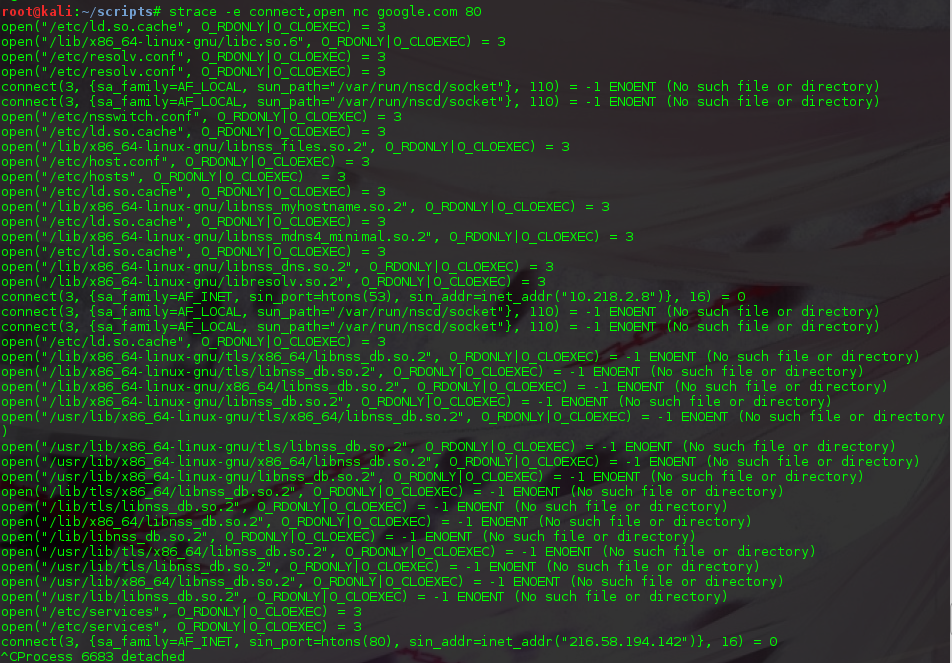 root@kali:~/scripts# strace -e connect,open nc google.com 80
open("/etc/ld.so.cache", O_RDONLY|O_CLOEXEC) = 3
open("/lib/x86_64-linux-gnu/libc.so.6", O_RDONLY|O_CLOEXEC) = 3
open("/etc/resolv.conf", O_RDONLY|O_CLOEXEC) = 3
open("/etc/resolv.conf", O_RDONLY|O_CLOEXEC) = 3
connect(3, {sa_family=AF_LOCAL, sun_path="/var/run/nscd/socket"}, 110) = -1 ENOENT (No such file or directory)
connect(3, {sa_family=AF_LOCAL, sun_path="/var/run/nscd/socket"}, 110) = -1 ENOENT (No such file or directory)
open("/etc/nsswitch.conf", O_RDONLY|O_CLOEXEC) = 3
open("/etc/ld.so.cache", O_RDONLY|O_CLOEXEC) = 3
open("/lib/x86_64-linux-gnu/libnss_files.so.2", O_RDONLY|O_CLOEXEC) = 3
open("/etc/host.conf", O_RDONLY|O_CLOEXEC) = 3
open("/etc/hosts", O_RDONLY|O_CLOEXEC)  = 3
open("/etc/ld.so.cache", O_RDONLY|O_CLOEXEC) = 3
open("/lib/x86_64-linux-gnu/libnss_myhostname.so.2", O_RDONLY|O_CLOEXEC) = 3
open("/etc/ld.so.cache", O_RDONLY|O_CLOEXEC) = 3
open("/lib/x86_64-linux-gnu/libnss_mdns4_minimal.so.2", O_RDONLY|O_CLOEXEC) = 3
open("/etc/ld.so.cache", O_RDONLY|O_CLOEXEC) = 3
open("/lib/x86_64-linux-gnu/libnss_dns.so.2", O_RDONLY|O_CLOEXEC) = 3
open("/lib/x86_64-linux-gnu/libresolv.so.2", O_RDONLY|O_CLOEXEC) = 3
connect(3, {sa_family=AF_INET, sin_port=htons(53), sin_addr=inet_addr("10.218.2.8")}, 16) = 0
connect(3, {sa_family=AF_LOCAL, sun_path="/var/run/nscd/socket"}, 110) = -1 ENOENT (No such file or directory)
connect(3, {sa_family=AF_LOCAL, sun_path="/var/run/nscd/socket"}, 110) = -1 ENOENT (No such file or directory)
open("/etc/ld.so.cache", O_RDONLY|O_CLOEXEC) = 3
open("/lib/x86_64-linux-gnu/tls/x86_64/libnss_db.so.2", O_RDONLY|O_CLOEXEC) = -1 ENOENT (No such file or directory)
open("/lib/x86_64-linux-gnu/tls/libnss_db.so.2", O_RDONLY|O_CLOEXEC) = -1 ENOENT (No such file or directory)
open("/lib/x86_64-linux-gnu/x86_64/libnss_db.so.2", O_RDONLY|O_CLOEXEC) = -1 ENOENT (No such file or directory)
open("/lib/x86_64-linux-gnu/libnss_db.so.2", O_RDONLY|O_CLOEXEC) = -1 ENOENT (No such file or directory)
open("/usr/lib/x86_64-linux-gnu/tls/x86_64/libnss_db.so.2", O_RDONLY|O_CLOEXEC) = -1 ENOENT (No such file or directory
)
open("/usr/lib/x86_64-linux-gnu/tls/libnss_db.so.2", O_RDONLY|O_CLOEXEC) = -1 ENOENT (No such file or directory)
open("/usr/lib/x86_64-linux-gnu/x86_64/libnss_db.so.2", O_RDONLY|O_CLOEXEC) = -1 ENOENT (No such file or directory)
open("/usr/lib/x86_64-linux-gnu/libnss_db.so.2", O_RDONLY|O_CLOEXEC) = -1 ENOENT (No such file or directory)
open("/lib/tls/x86_64/libnss_db.so.2", O_RDONLY|O_CLOEXEC) = -1 ENOENT (No such file or directory)
open("/lib/tls/libnss_db.so.2", O_RDONLY|O_CLOEXEC) = -1 ENOENT (No such file or directory)
open("/lib/x86_64/libnss_db.so.2", O_RDONLY|O_CLOEXEC) = -1 ENOENT (No such file or directory)
open("/lib/libnss_db.so.2", O_RDONLY|O_CLOEXEC) = -1 ENOENT (No such file or directory)
open("/usr/lib/tls/x86_64/libnss_db.so.2", O_RDONLY|O_CLOEXEC) = -1 ENOENT (No such file or directory)
open("/usr/lib/tls/libnss_db.so.2", O_RDONLY|O_CLOEXEC) = -1 ENOENT (No such file or directory)
open("/usr/lib/x86_64/libnss_db.so.2", O_RDONLY|O_CLOEXEC) = -1 ENOENT (No such file or directory)
open("/usr/lib/libnss_db.so.2", O_RDONLY|O_CLOEXEC) = -1 ENOENT (No such file or directory)
open("/etc/services", O_RDONLY|O_CLOEXEC) = 3
open("/etc/services", O_RDONLY|O_CLOEXEC) = 3
connect(3, {sa_family=AF_INET, sin_port=htons(80), sin_addr=inet_addr("216.58.194.142")}, 16) = 0
^CProcess 6683 detached